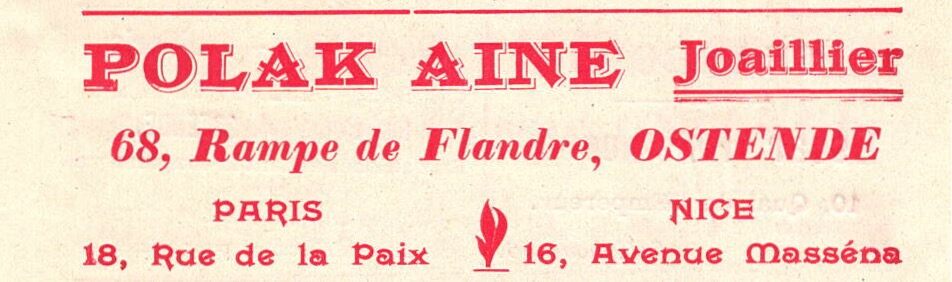 POLAK AINE Joaillier
68, Rampe de Flandre, OSTENDE
PARIS NICE
18, Rue de la Paix 16, Avenue Masséna